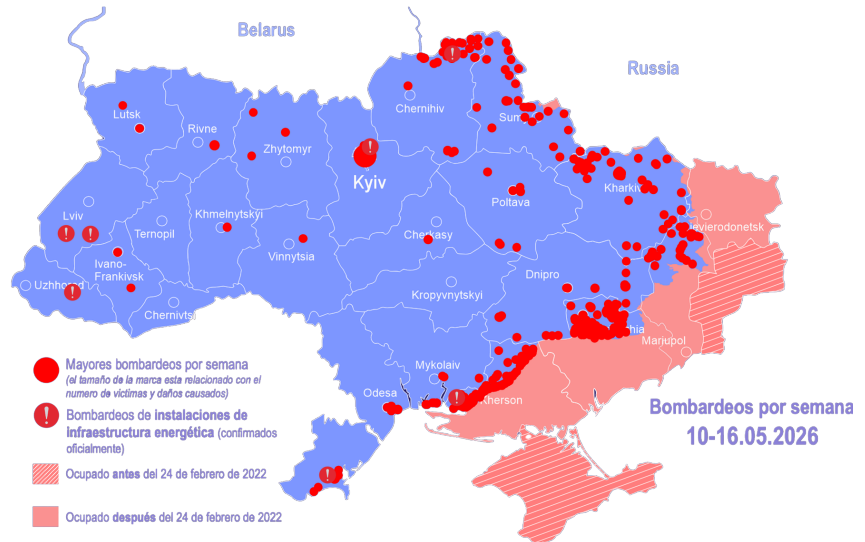 Belarus
Russia
Chernihiv
Lutsk
Rivne
Zhytomyr
Kyiv
Kharkiv
Poltava
Lviv
Ternopil
Khmelnytskyi
Cherkasy
Vinnytsia
Ivano-
Frankivsk
Dnipro
Uzhhorod
Chernivtsi
Kropyvnytskyi
Mariupol
Mykolaiv
Odesa
Kherson
Mayores bombardeos por semana
(el tamaño de la marca esta relacionado con el
numero de victimas y daños causados)
Bombardeos de instalaciones de
infraestructura energética (confirmados
oficialmente)
Ocupado antes del 24 de febrero de 2022
Ocupado después del 24 de febrero de 2022
Bombardeos por semana
10-16.05.2026